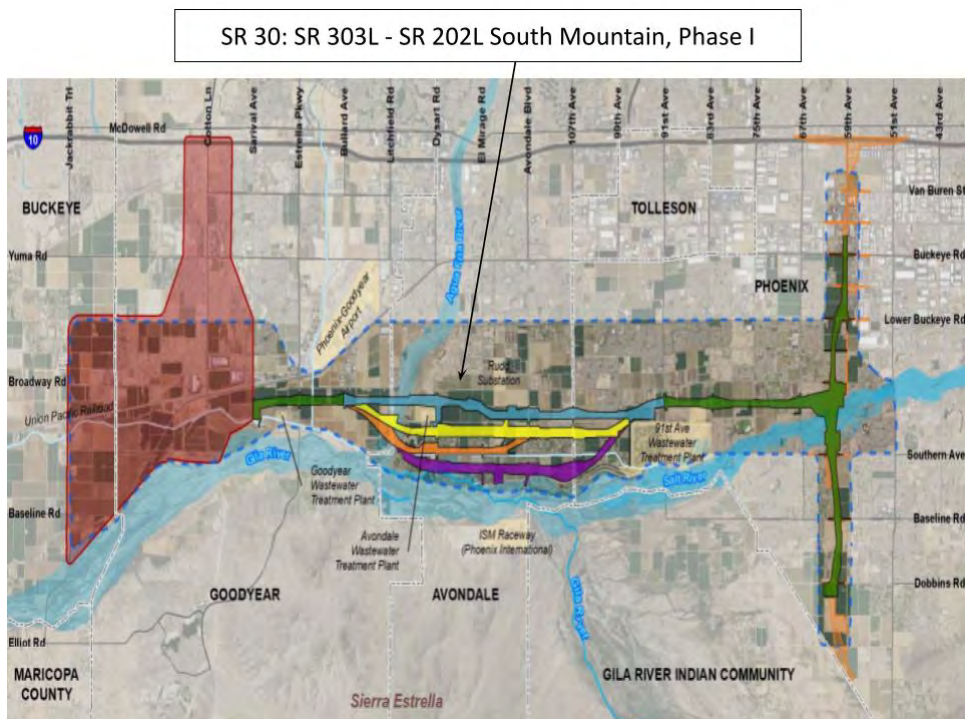 SR 30: SR 303L - SR 202L South Mountain, Phase I
Jackrabbit Trl
Cotton Ln
Sarival Ave
Estrella Pkwy
Bullard Ave
Litchfield Rd
Dysart Rd
El Mirage Rd
Avondale Blvd
107th Ave
99th Ave
91st Ave
83rd Ave
75th Ave
67th Ave
59th Ave
51st Ave
43rd Ave
10
McDowell Rd
BUCKEYE
TOLLESON
Van Buren St
Yuma Rd
Agua Fria River
Buckeye Rd
PHOENIX
Phoenix-Goodyear
Airport
Lower Buckeye Rd
Broadway Rd
Rudd
Substation
Union Pacific Railroad
91st Ave
Wastewater
Treatment Plant
Gila River
Southern Ave
Salt River
Goodyear
Wastewater
Treatment Plant
Baseline Rd
Baseline Rd
Avondale
Wastewater
Treatment Plant
ISM Raceway
(Phoenix International)
GOODYEAR
AVONDALE
Gila River
Dobbins Rd
Elliot Rd
MARICOPA
COUNTY
GILA RIVER INDIAN COMMUNITY
Sierra Estrella